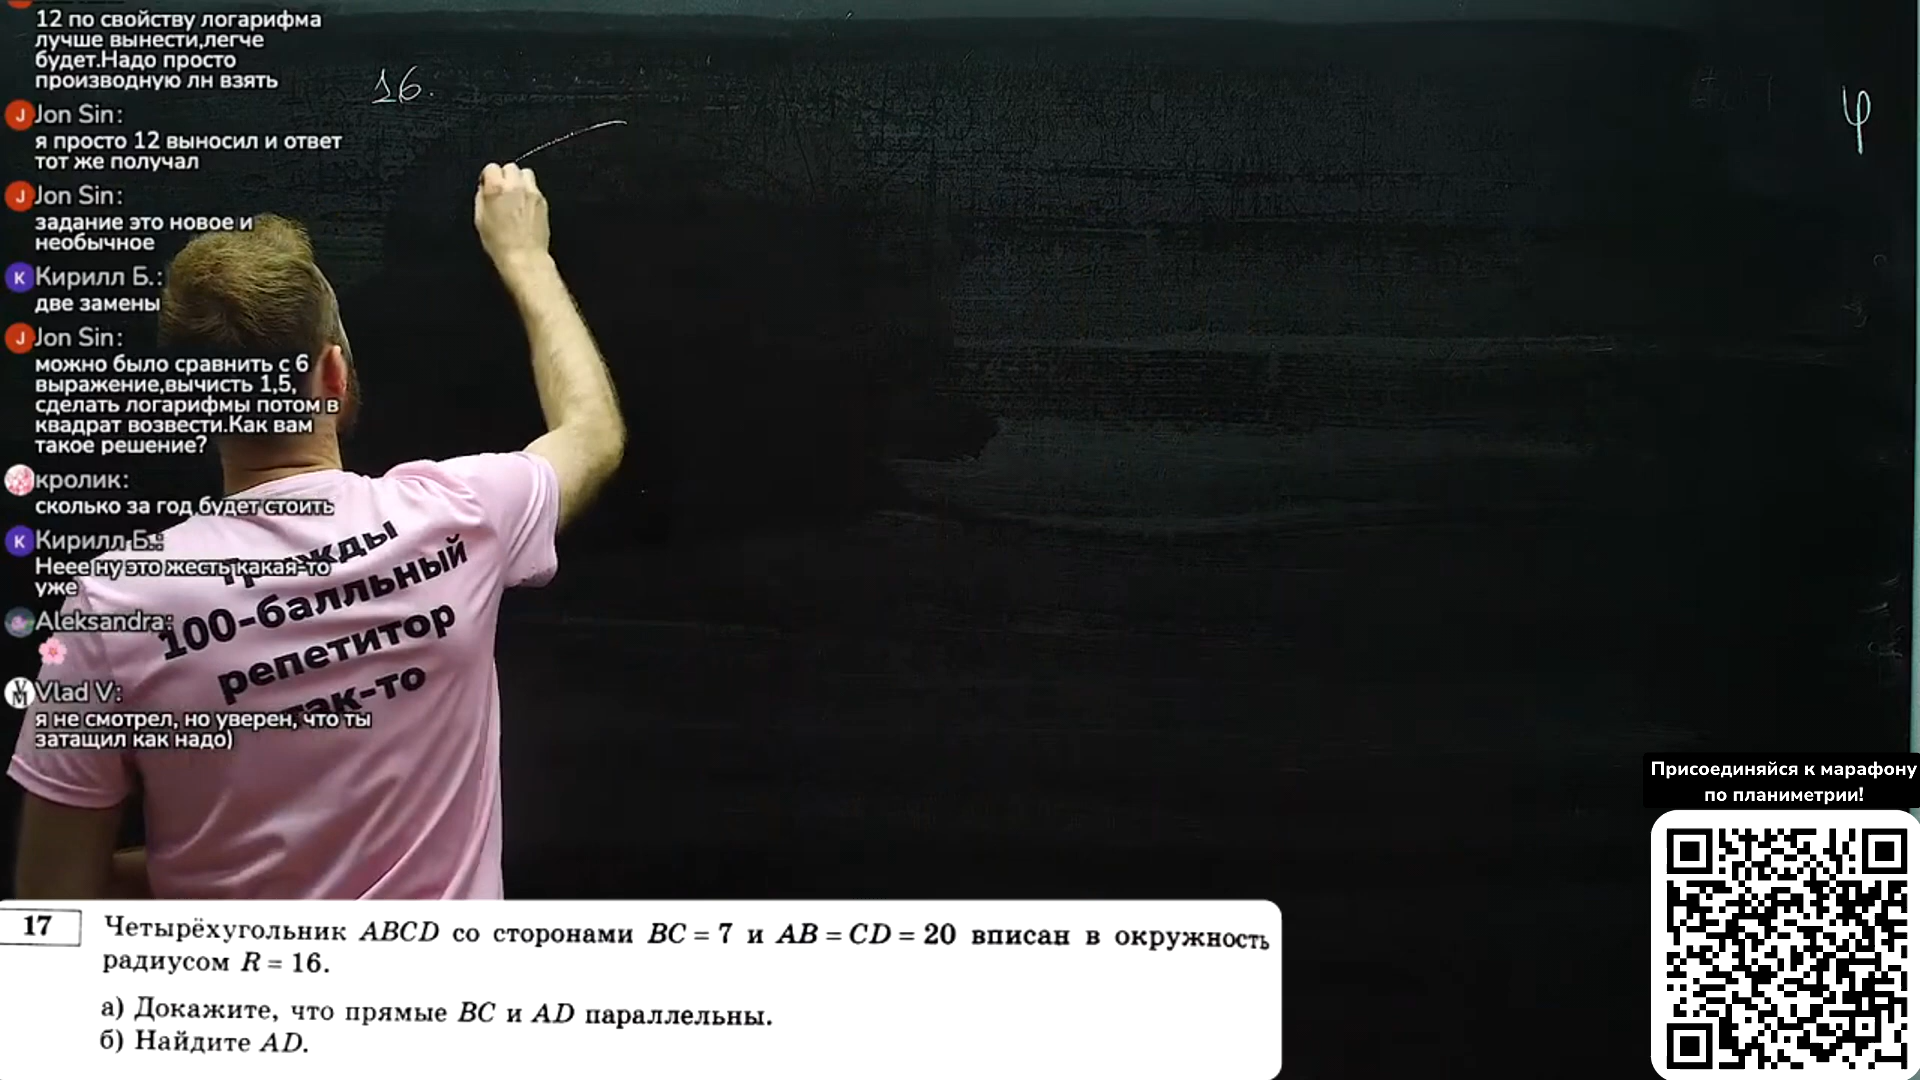 12 по свойству логарифма
лучше вынести,легче
будет.Надо просто
производную лн взять
J Jon Sin:
я просто 12 выносил и ответ
тот же получал
J Jon Sin:
задание это новое и
необычное
K Кирилл Б.:
две замены
J Jon Sin:
можно было сравнить с 6
выражение,вычисть 1,5,
сделать логарифмы потом в
квадрат возвести.Как вам
такое решение?
кролик:
сколько за год будет стоить
K Кирилл Б.:
Неее ну это жесть какая-то
уже
Aleksandra:
🌸
Vlad V:
я не смотрел, но уверен, что ты
затащил как надо)
16.
φ
Трижды
100-балльный
репетитор
так-то
Присоединяйся к марафону
по планиметрии!
17 Четырёхугольник ABCD со сторонами BC = 7 и AB = CD = 20 вписан в окружность
радиусом R = 16.
а) Докажите, что прямые BC и AD параллельны.
б) Найдите AD.